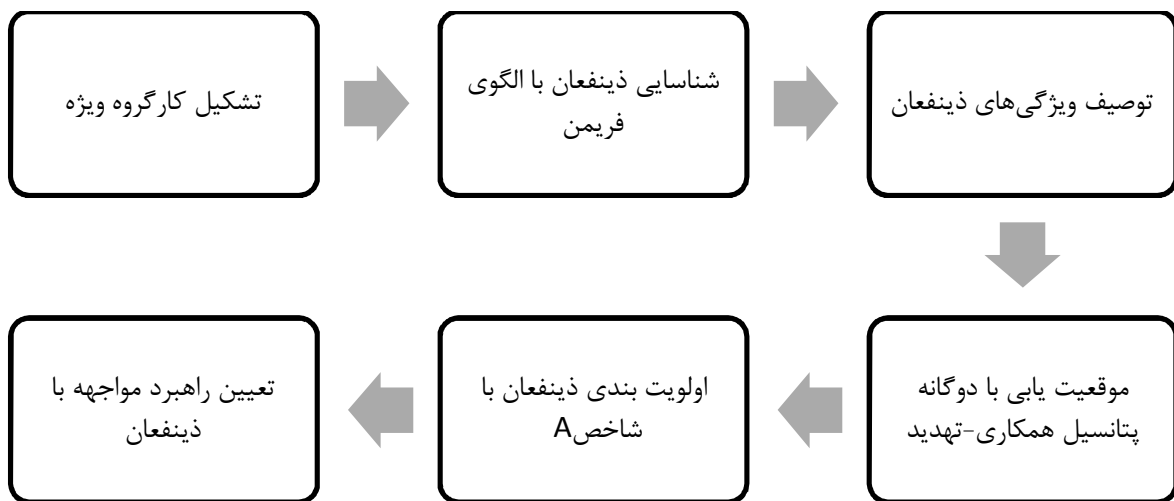 تشکیل کارگروه ویژه
شناسایی ذینفعان با الگوی
فریمن
توصیف ویژگی‌های ذینفعان
موقعیت یابی با دوگانه
پتانسیل همکاری-تهدید
اولویت بندی ذینفعان با
شاخصA
تعیین راهبرد مواجهه با
ذینفعان